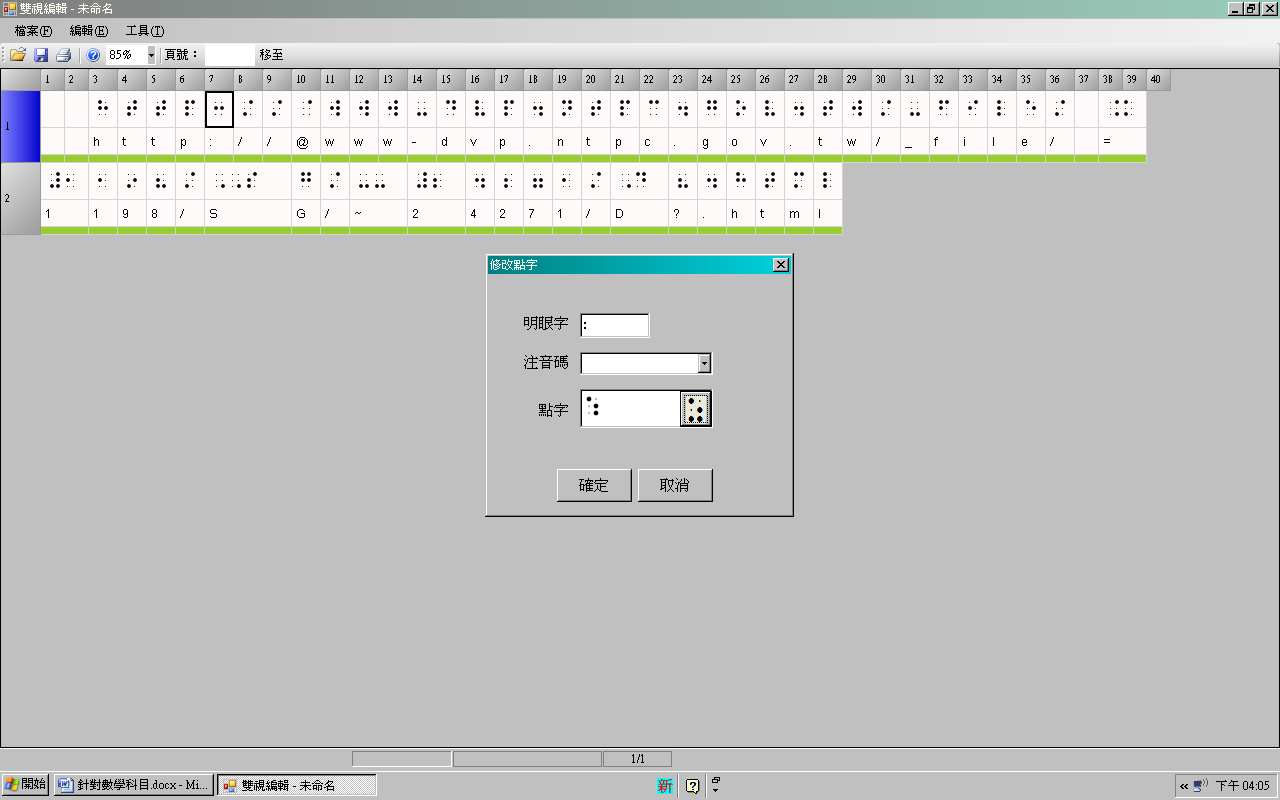 雙視編輯 - 未命名
檔案(F) 編輯(E) 工具(T)
85% 頁號： 移至
1 2 3 4 5 6 7 8 9 10 11 12 13 14 15 16 17 18 19 20 21 22 23 24 25 26 27 28 29 30 31 32 33 34 35 36 37 38 39 40
1
⠓ ⠞ ⠞ ⠏ ⠒ ⠌ ⠌ ⠈ ⠺ ⠺ ⠺ ⠤ ⠙ ⠧ ⠏ ⠲ ⠝ ⠞ ⠏ ⠉ ⠲ ⠛ ⠕ ⠧ ⠲ ⠞ ⠺ ⠌ ⠤ ⠋ ⠊ ⠇ ⠑ ⠌ ⠨⠅
h t t p : / / @ w w w - d v p . n t p c . g o v . t w / _ f i l e / =
2
1 1 9 8 / S G / ~ 2 4 2 7 1 / D ? . h t m l
修改點字
明眼字 :
注音碼
點字
確定 取消
1/1
開始 針對數學科目.docx - Mi... 雙視編輯 - 未命名 新 ? « 下午 04:05